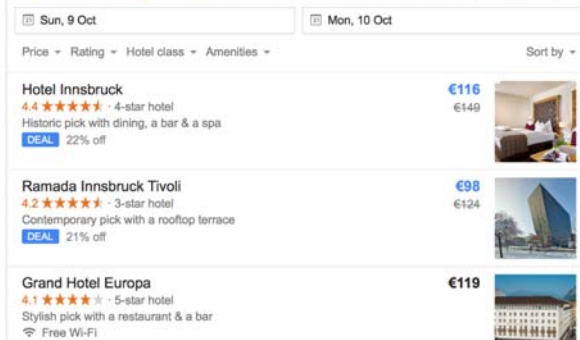 Sun, 9 Oct
Mon, 10 Oct
Price
Rating
Hotel class
Amenities
Sort by
Hotel Innsbruck
€116
4.4 · 4-star hotel
€149
Historic pick with dining, a bar & a spa
DEAL 22% off
Ramada Innsbruck Tivoli
€98
4.2 · 3-star hotel
€124
Contemporary pick with a rooftop terrace
DEAL 21% off
Grand Hotel Europa
€119
4.1 · 5-star hotel
Stylish pick with a restaurant & a bar
Free Wi-Fi